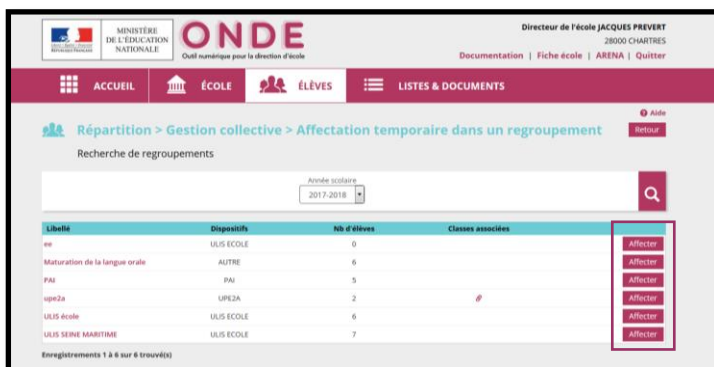 MINISTÈRE
DE L'ÉDUCATION
NATIONALE
ONDE
Outil numérique pour la direction d'école
Directeur de l'école JACQUES PREVERT
28000 CHARTRES
Documentation | Fiche école | ARENA | Quitter
ACCUEIL ÉCOLE ÉLÈVES LISTES & DOCUMENTS
Aide
Répartition > Gestion collective > Affectation temporaire dans un regroupement Retour
Recherche de regroupements
Année scolaire
2017-2018
Libellé Dispositifs Nb d'élèves Classes associées
ee ULIS ECOLE 0 Affecter
Maturation de la langue orale AUTRE 6 Affecter
PAI PAI 5 Affecter
upe2a UPE2A 2 Affecter
ULIS école ULIS ECOLE 6 Affecter
ULIS SEINE MARITIME ULIS ECOLE 7 Affecter
Enregistrements 1 à 6 sur 6 trouvé(s)